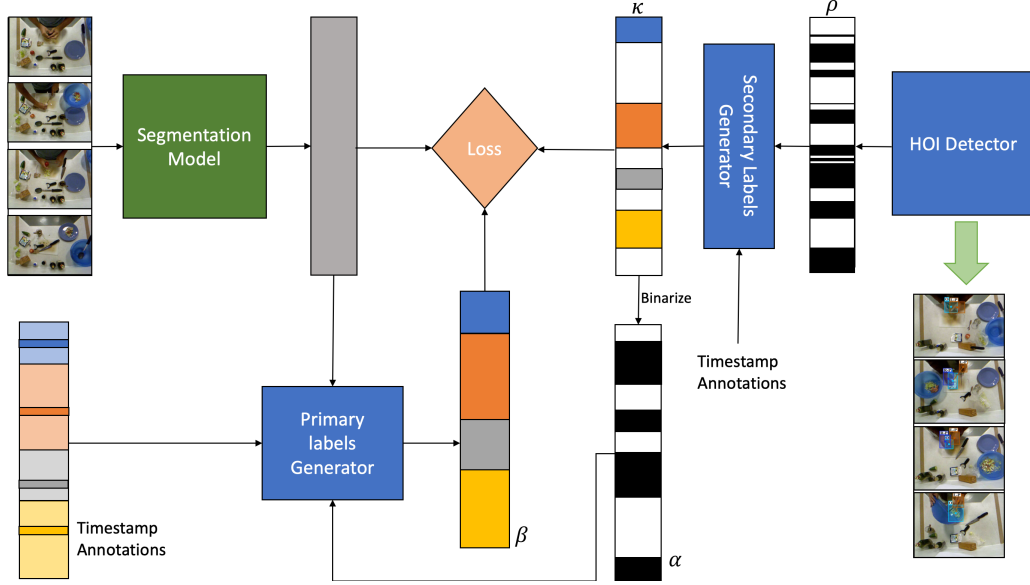 κ
ρ
Segmentation
Model
Loss
Secondary Labels
Generator
HOI Detector
Binarize
Timestamp
Annotations
Primary
labels
Generator
Timestamp
Annotations
β
α